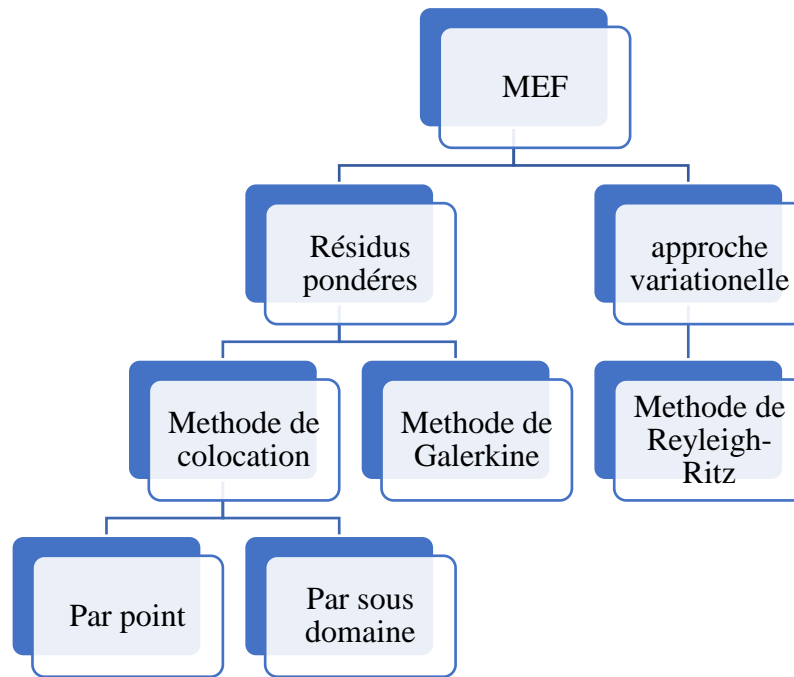 MEF
Résidus
pondéres
approche
variationelle
Methode de
colocation
Methode de
Galerkine
Methode de
Reyleigh-
Ritz
Par point
Par sous
domaine